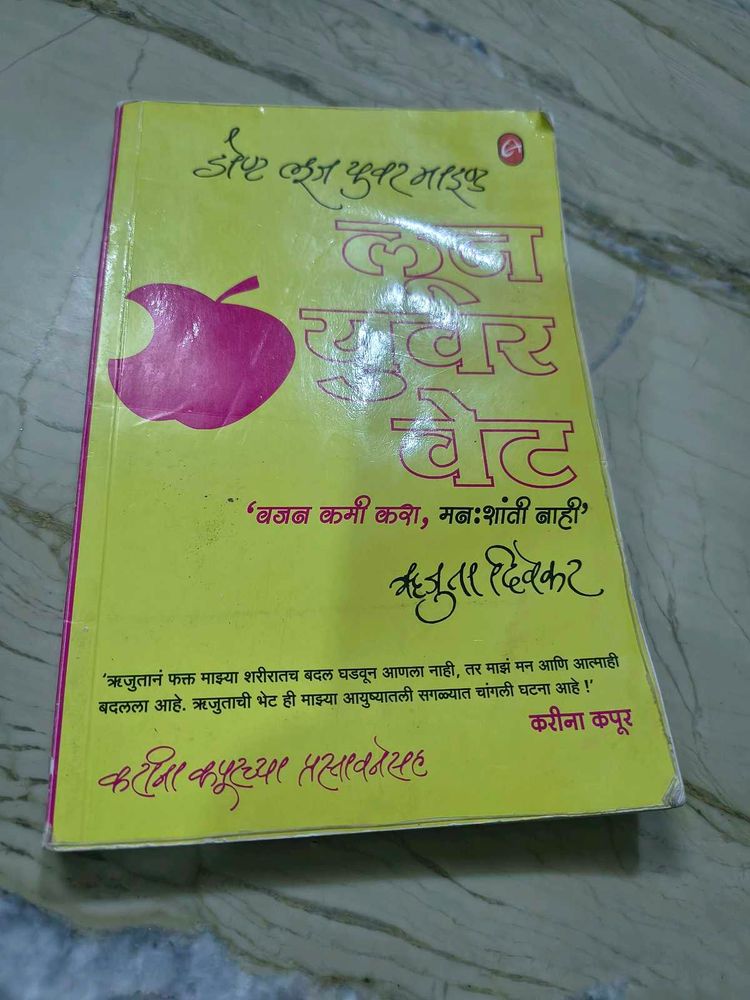 डोण्ट लूज युवर माइण्ड
लूज
युवर
वेट
‘वजन कमी करा, मन:शांती नाही’
ऋजुता दिवेकर
‘ऋजुतानं फक्त माझ्या शरीरातच बदल घडवून आणला नाही, तर माझं मन आणि आत्माही
बदलला आहे. ऋजुताची भेट ही माझ्या आयुष्यातली सगळ्यात चांगली घटना आहे !’
करीना कपूर
करीना कपूरच्या प्रस्तावनेसह